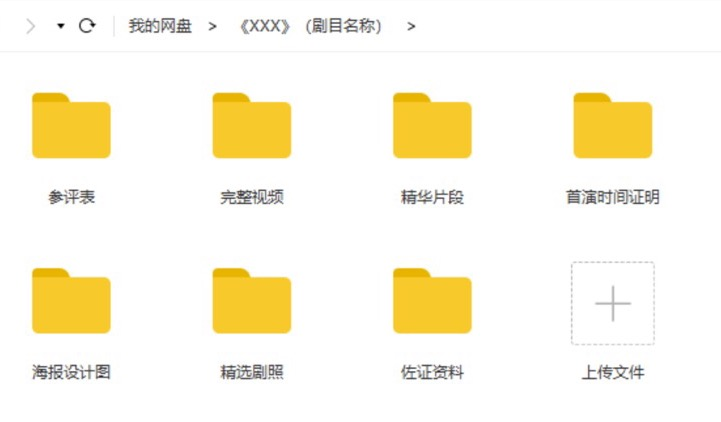 我的网盘 > 《XXX》（剧目名称） >
参评表 完整视频 精华片段 首演时间证明
海报设计图 精选剧照 佐证资料 上传文件